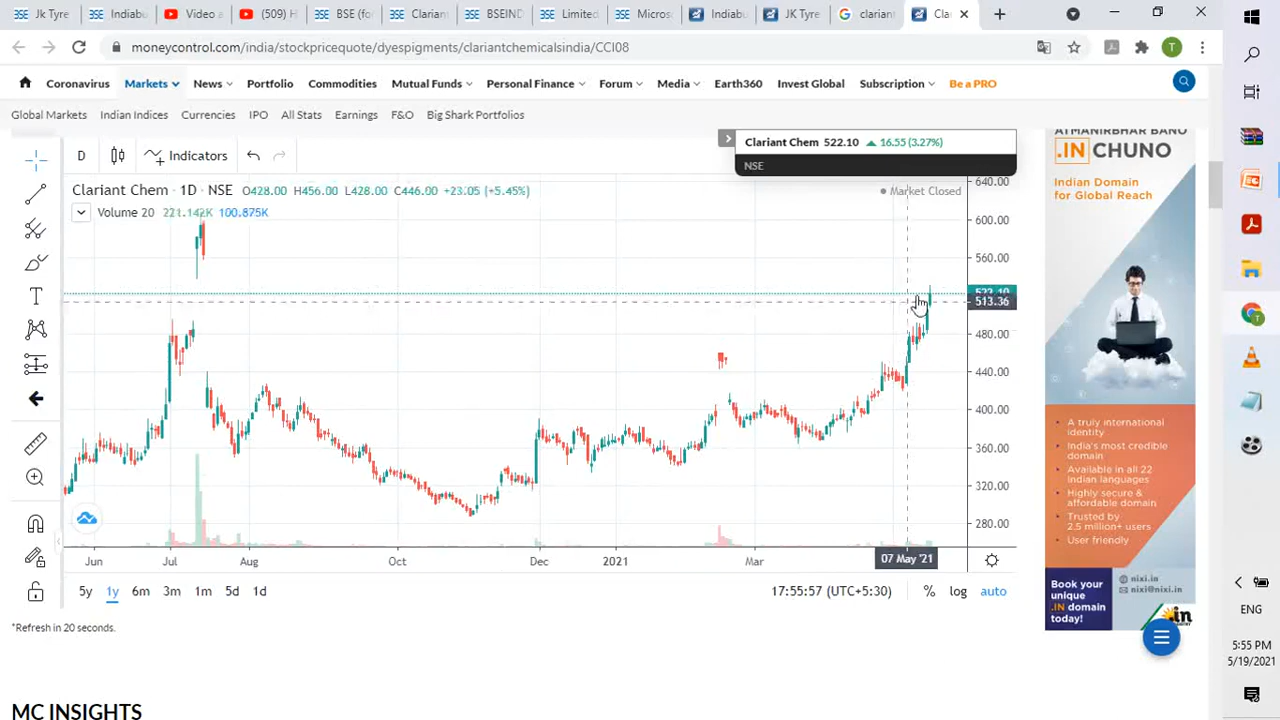 Jk Tyre
Indiabu
Video a
(509) H
BSE (for
Clarian
BSEIND
Limited
Microso
Indiabu
JK Tyre
clariant
Cla
moneycontrol.com/india/stockpricequote/dyespigments/clariantchemicalsindia/CCI08
T
Coronavirus Markets News Portfolio Commodities Mutual Funds Personal Finance Forum Media Earth360 Invest Global Subscription Be a PRO
Global Markets Indian Indices Currencies IPO All Stats Earnings F&O Big Shark Portfolios
D Indicators
Clariant Chem 522.10 16.55 (3.27%)
NSE
Clariant Chem · 1D · NSE O428.00 H456.00 L428.00 C446.00 +23.05 (+5.45%)
Market Closed
Volume 20 221.142K 100.875K
640.00
600.00
560.00
522.10
513.36
480.00
440.00
400.00
360.00
320.00
280.00
Jun Jul Aug Oct Dec 2021 Mar 07 May '21
5y 1y 6m 3m 1m 5d 1d
17:55:57 (UTC+5:30) % log auto
*Refresh in 20 seconds.
MC INSIGHTS
ATMANIRBHAR BANO
.IN CHUNO
Indian Domain
for Global Reach
• A truly international
identity
• India's most credible
domain
• Available in all 22
Indian languages
• Highly secure &
affordable domain
• Trusted by
2.5 million+ users
• User friendly
Book your
unique
.IN domain
today!
nixi.in
nixi@nixi.in
.in
ENG
5:55 PM
5/19/2021